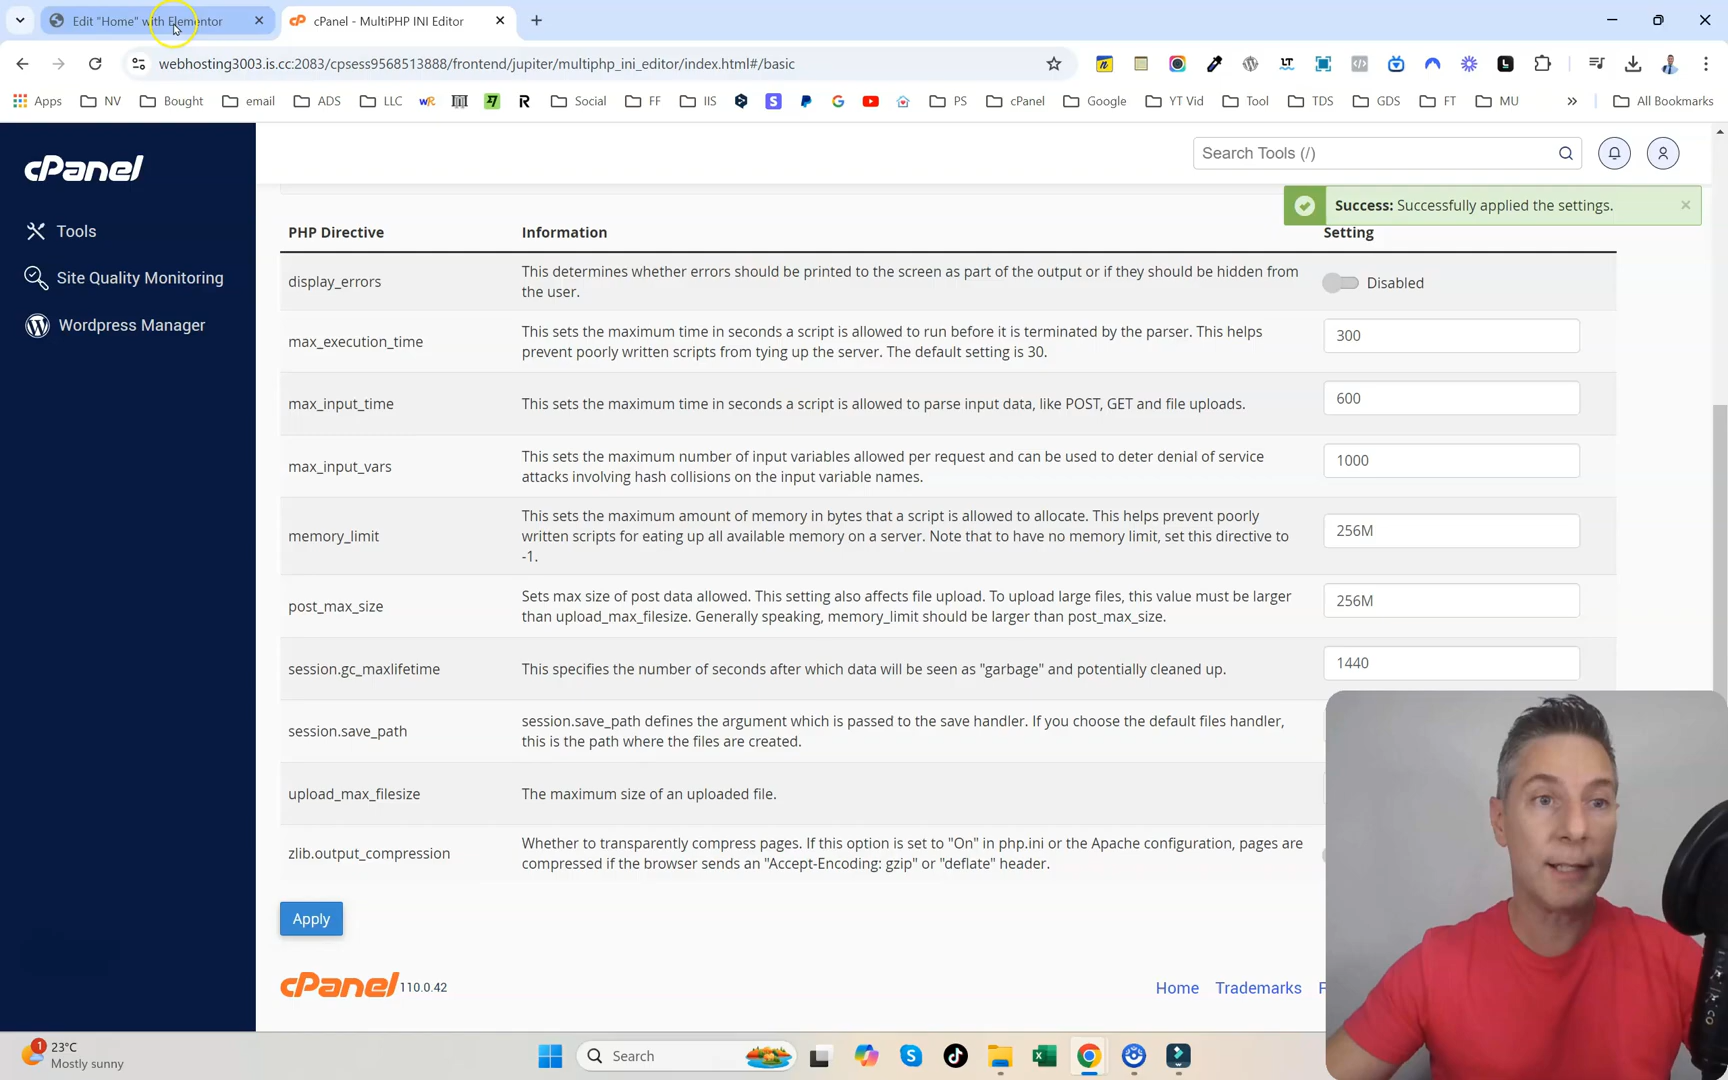 Edit "Home" with Elementor
cPanel - MultiPHP INI Editor
webhosting3003.is.cc:2083/cpsess9568513888/frontend/jupiter/multiphp_ini_editor/index.html#/basic
Apps
NV
Bought
email
ADS
LLC
Social
FF
IIS
PS
cPanel
Google
YT Vid
Tool
TDS
GDS
FT
MU
All Bookmarks
cPanel
Search Tools (/)
Tools
Site Quality Monitoring
Wordpress Manager
Success: Successfully applied the settings.
PHP Directive Information Setting
display_errors
This determines whether errors should be printed to the screen as part of the output or if they should be hidden from
the user.
Disabled
max_execution_time
This sets the maximum time in seconds a script is allowed to run before it is terminated by the parser. This helps
prevent poorly written scripts from tying up the server. The default setting is 30.
300
max_input_time
This sets the maximum time in seconds a script is allowed to parse input data, like POST, GET and file uploads.
600
max_input_vars
This sets the maximum number of input variables allowed per request and can be used to deter denial of service
attacks involving hash collisions on the input variable names.
1000
memory_limit
This sets the maximum amount of memory in bytes that a script is allowed to allocate. This helps prevent poorly
written scripts for eating up all available memory on a server. Note that to have no memory limit, set this directive to
-1.
256M
post_max_size
Sets max size of post data allowed. This setting also affects file upload. To upload large files, this value must be larger
than upload_max_filesize. Generally speaking, memory_limit should be larger than post_max_size.
256M
session.gc_maxlifetime
This specifies the number of seconds after which data will be seen as "garbage" and potentially cleaned up.
1440
session.save_path
session.save_path defines the argument which is passed to the save handler. If you choose the default files handler,
this is the path where the files are created.
upload_max_filesize
The maximum size of an uploaded file.
zlib.output_compression
Whether to transparently compress pages. If this option is set to "On" in php.ini or the Apache configuration, pages are
compressed if the browser sends an "Accept-Encoding: gzip" or "deflate" header.
Apply
cPanel 110.0.42
Home
Trademarks
1
23°C
Mostly sunny
Search